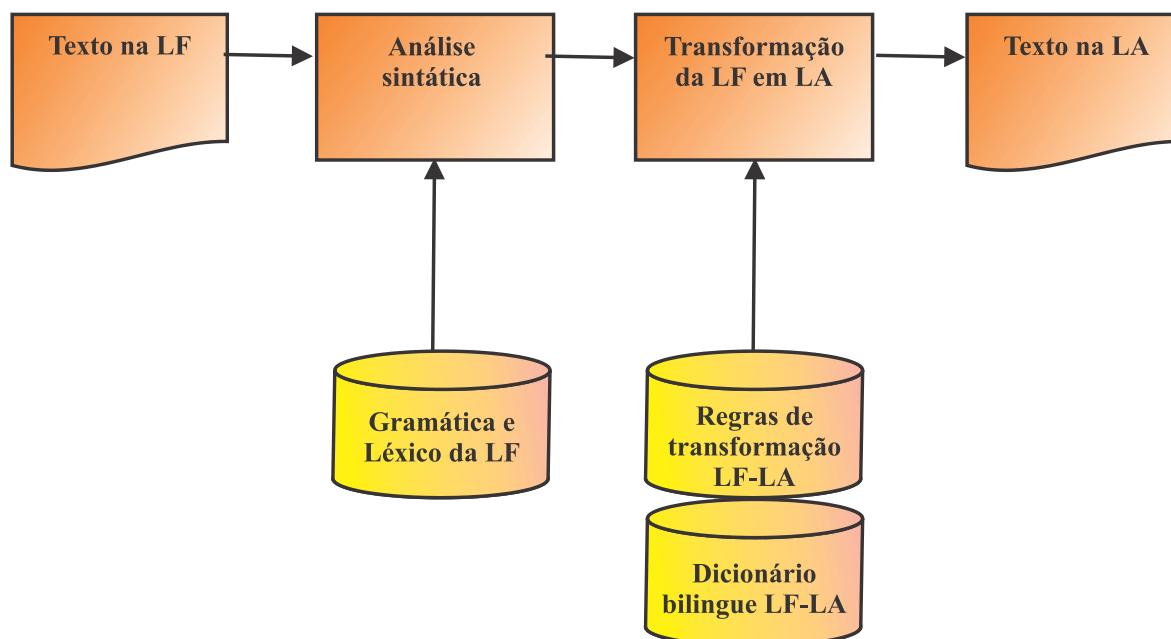 Texto na LF
Análise
sintática
Transformação
da LF em LA
Texto na LA
Gramática e
Léxico da LF
Regras de
transformação
LF-LA
Dicionário
bilingue LF-LA